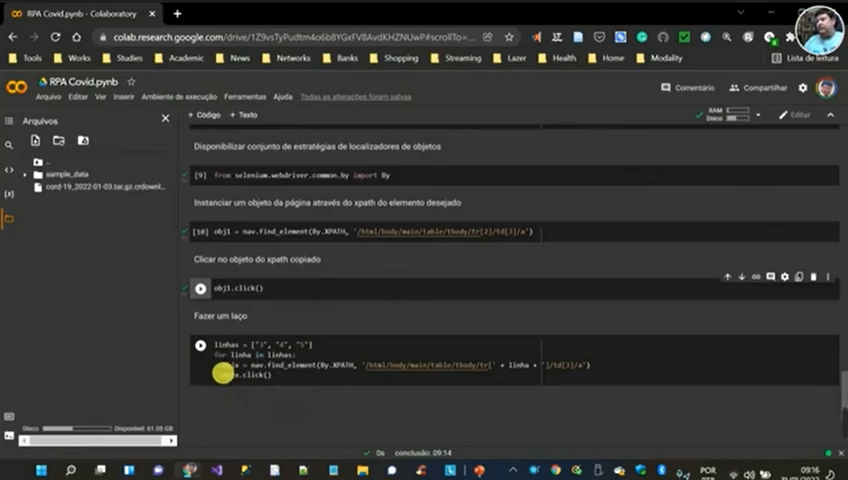 RPA Covid.pynb - Colaboratory
colab.research.google.com/drive/
Tools Works Studies Academic News Networks Banks Shopping Streaming Lazer Health Home Modality Lista de leitura
RPA Covid.pynb
Comentário Compartilhar
Arquivo Editar Ver Inserir Ambiente de execução Ferramentas Ajuda Todas as alterações foram salvas
Arquivos
+ Código + Texto
RAM
Disco
Editar
Disponibilizar conjunto de estratégias de localizadores de objetos
..
sample_data
[9] from selenium.webdriver.common.by import By
cord-19_2022-01-03.tar.gz.crdownl...
Instanciar um objeto da página através do xpath do elemento desejado
[10] obj1 = nav.find_element(By.XPATH, '/html/body/main/table/tbody/tr[2]/td[3]/a')
Clicar no objeto do xpath copiado
obj1.click()
Fazer um laço
linhas = ["3", "4", "5"]
for linha in linhas:
= nav.find_element(By.XPATH, '/html/body/main/table/tbody/tr[' + linha + ']/td[3]/a')
.click()
Disco Disponível: 61.05 GB
0s conclusão: 09:14
POR
09:16